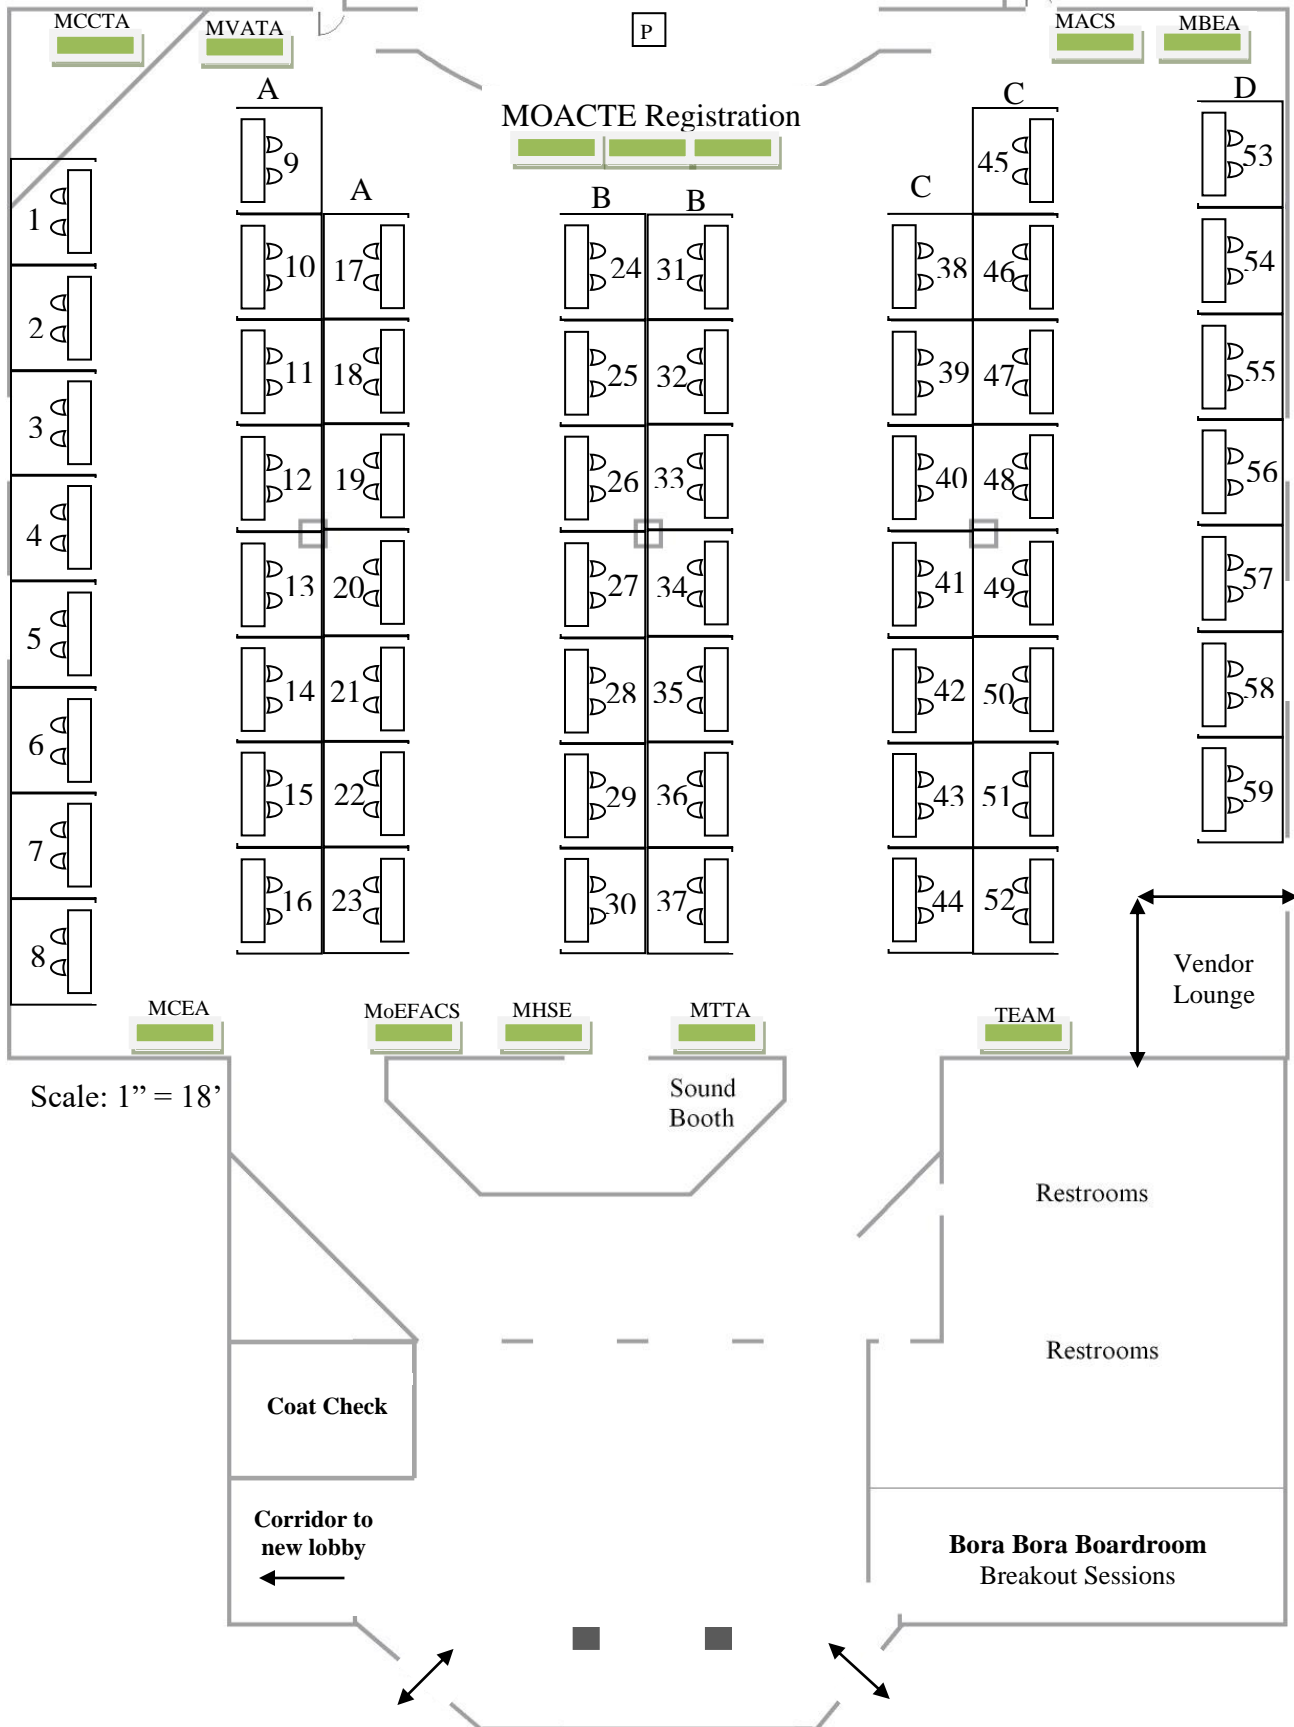 P
MCCTA
MVATA
MACS
MBEA
A
C
D
MOACTE Registration
9
45
53
A
B
B
C
1
10
17
24
31
38
46
54
2
11
18
25
32
39
47
55
3
12
19
26
33
40
48
56
4
13
20
27
34
41
49
57
5
14
21
28
35
42
50
58
6
15
22
29
36
43
51
59
7
16
23
30
37
44
52
8
Vendor
Lounge
MCEA
MoEFACS
MHSE
MTTA
TEAM
Scale: 1” = 18’
Sound
Booth
Restrooms
Restrooms
Coat Check
Corridor to
new lobby
Bora Bora Boardroom
Breakout Sessions